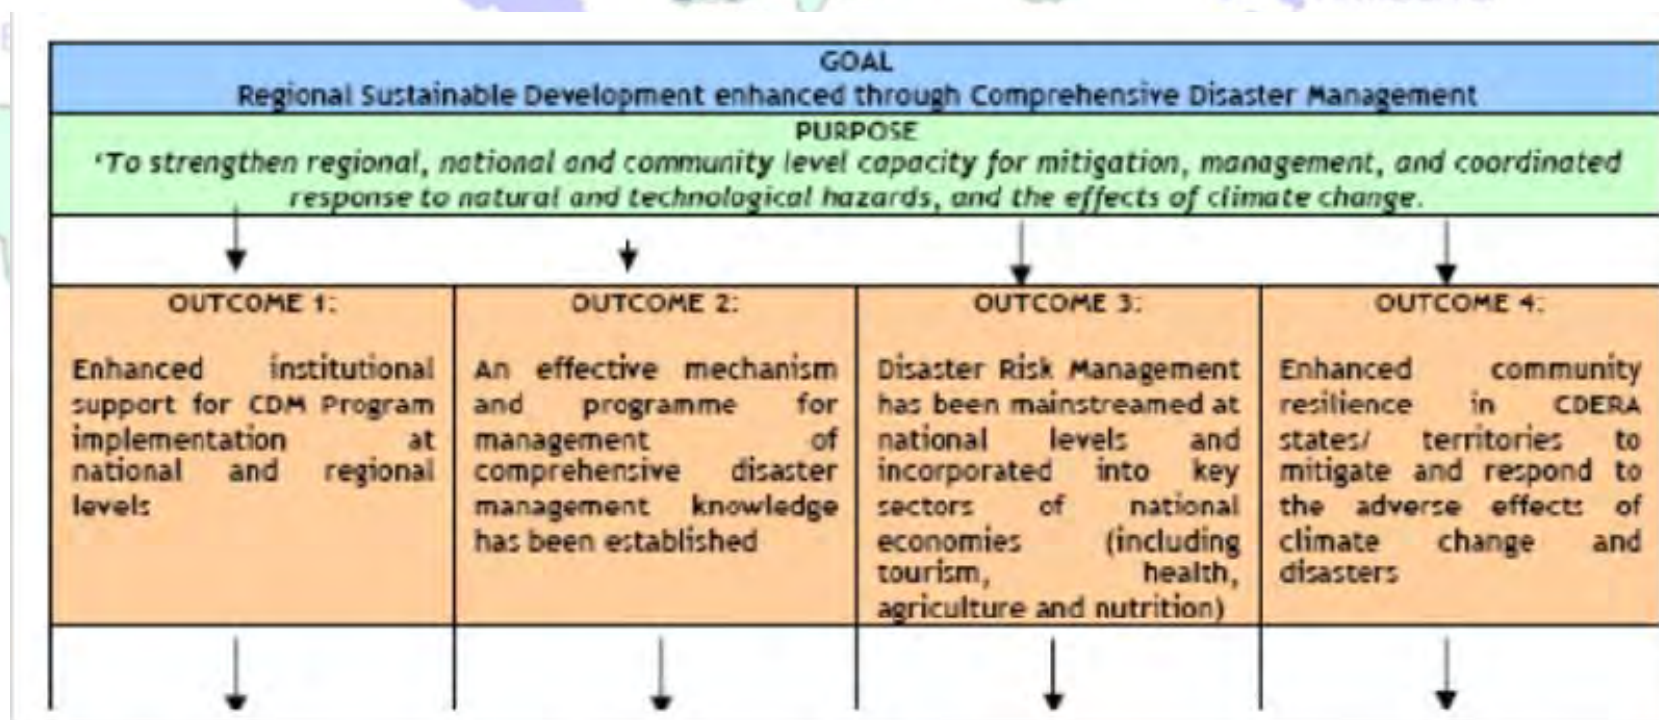 GOAL
Regional Sustainable Development enhanced through Comprehensive Disaster Management
PURPOSE
‘To strengthen regional, national and community level capacity for mitigation, management, and coordinated
response to natural and technological hazards, and the effects of climate change.
OUTCOME 1:
Enhanced institutional
support for CDM Program
implementation at
national and regional
levels
OUTCOME 2:
An effective mechanism
and programme for
management of
comprehensive disaster
management knowledge
has been established
OUTCOME 3:
Disaster Risk Management
has been mainstreamed at
national levels and
incorporated into key
sectors of national
economies (including
tourism, health,
agriculture and nutrition)
OUTCOME 4:
Enhanced community
resilience in CDERA
states/ territories to
mitigate and respond to
the adverse effects of
climate change and
disasters